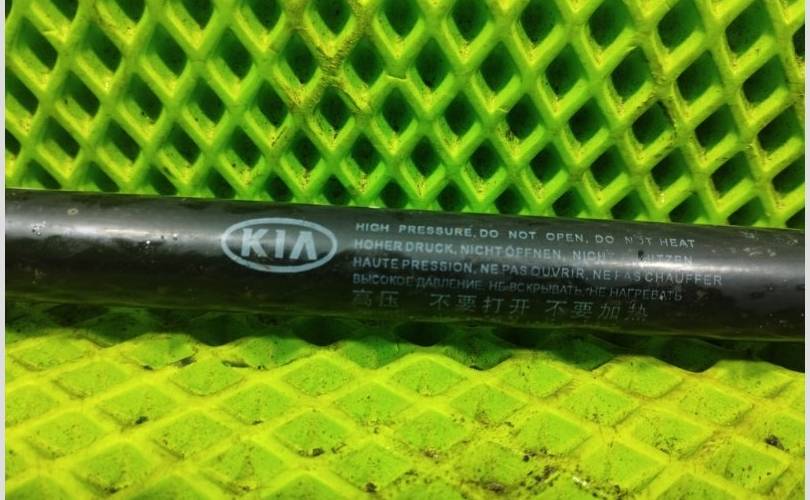 KIA
HIGH PRESSURE, DO NOT OPEN, DO NOT HEAT
HOHER DRUCK, NICHT ÖFFNEN,
HAUTE PRESSION, NE PAS OUVRIR, NE PAS CHAUFFER
ВЫСОКОЕ ДАВЛЕНИЕ. НЕ ВСКРЫВАТЬ, НЕ НАГРЕВАТЬ
高压 不要打开 不要加热